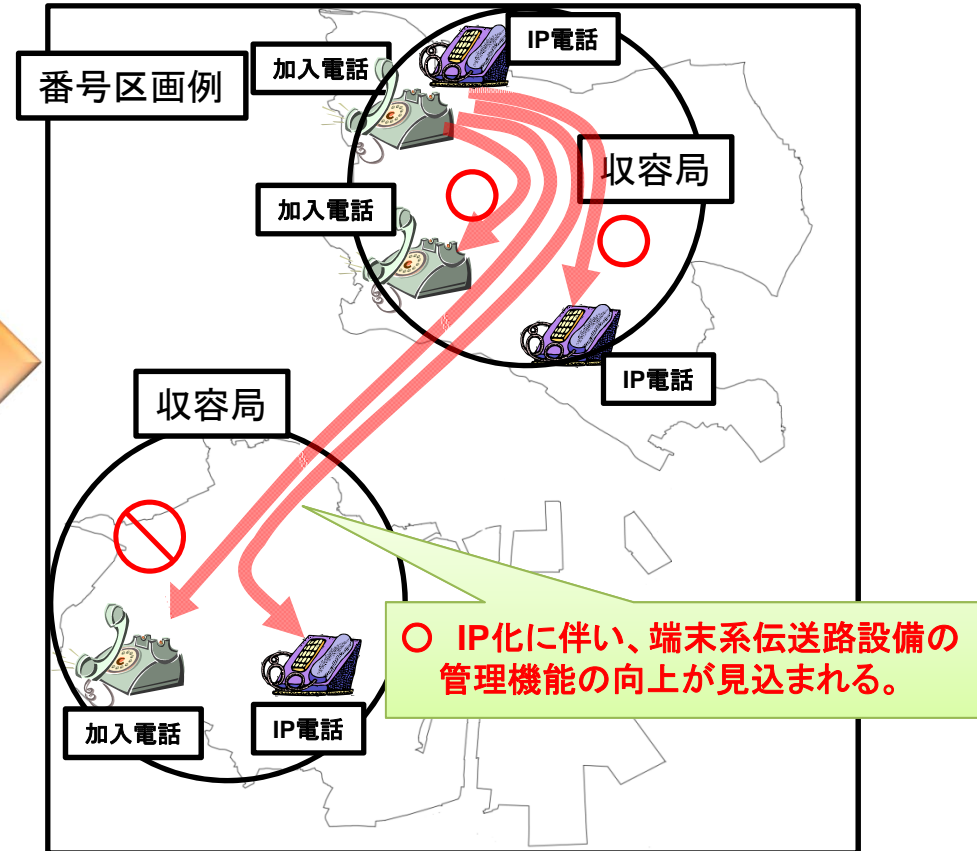 番号区画例
加入電話
IP電話
収容局
加入電話
IP電話
収容局
○ IP化に伴い、端末系伝送路設備の
管理機能の向上が見込まれる。
加入電話
IP電話